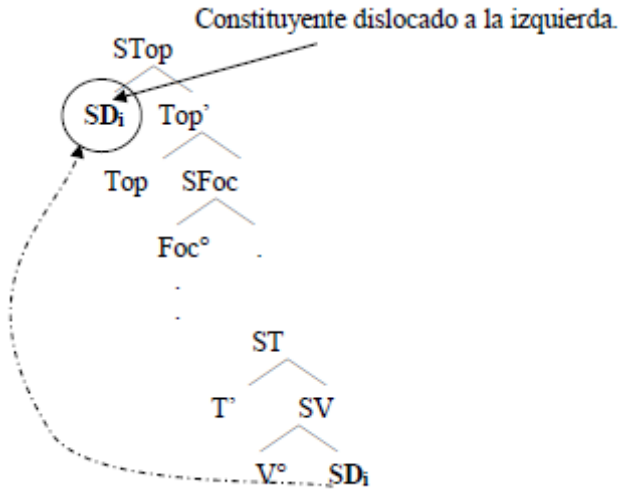 Constituyente dislocado a la izquierda.
STop
SDi Top’
Top SFoc
Foc° .
.
.
ST
T’ SV
V° SDi